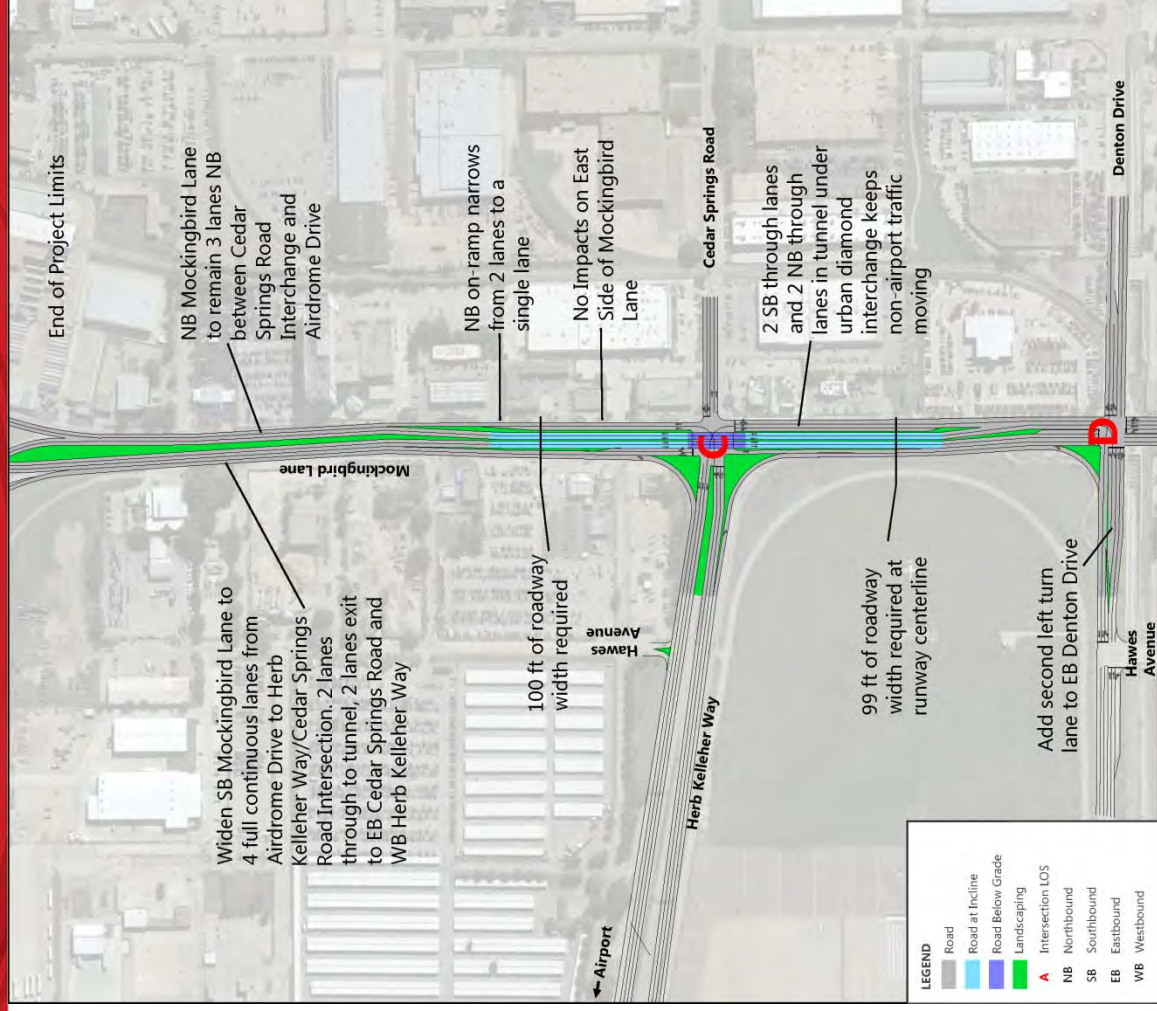 End of Project Limits
NB Mockingbird Lane
to remain 3 lanes NB
between Cedar
Springs Road
Interchange and
Airdrome Drive
NB on-ramp narrows
from 2 lanes to a
single lane
No Impacts on East
Side of Mockingbird
Lane
Cedar Springs Road
2 SB through lanes
and 2 NB through
lanes in tunnel under
urban diamond
interchange keeps
non-airport traffic
moving
Denton Drive
Mockingbird Lane
C
D
Widen SB Mockingbird Lane to
4 full continuous lanes from
Airdrome Drive to Herb
Kelleher Way/Cedar Springs
Road Intersection. 2 lanes
through to tunnel, 2 lanes exit
to EB Cedar Springs Road and
WB Herb Kelleher Way
100 ft of roadway
width required
Hawes
Avenue
Herb Kelleher Way
99 ft of roadway
width required at
runway centerline
Add second left turn
lane to EB Denton Drive
Hawes
Avenue
Airport
LEGEND
Road
Road at Incline
Road Below Grade
Landscaping
A Intersection LOS
NB Northbound
SB Southbound
EB Eastbound
WB Westbound